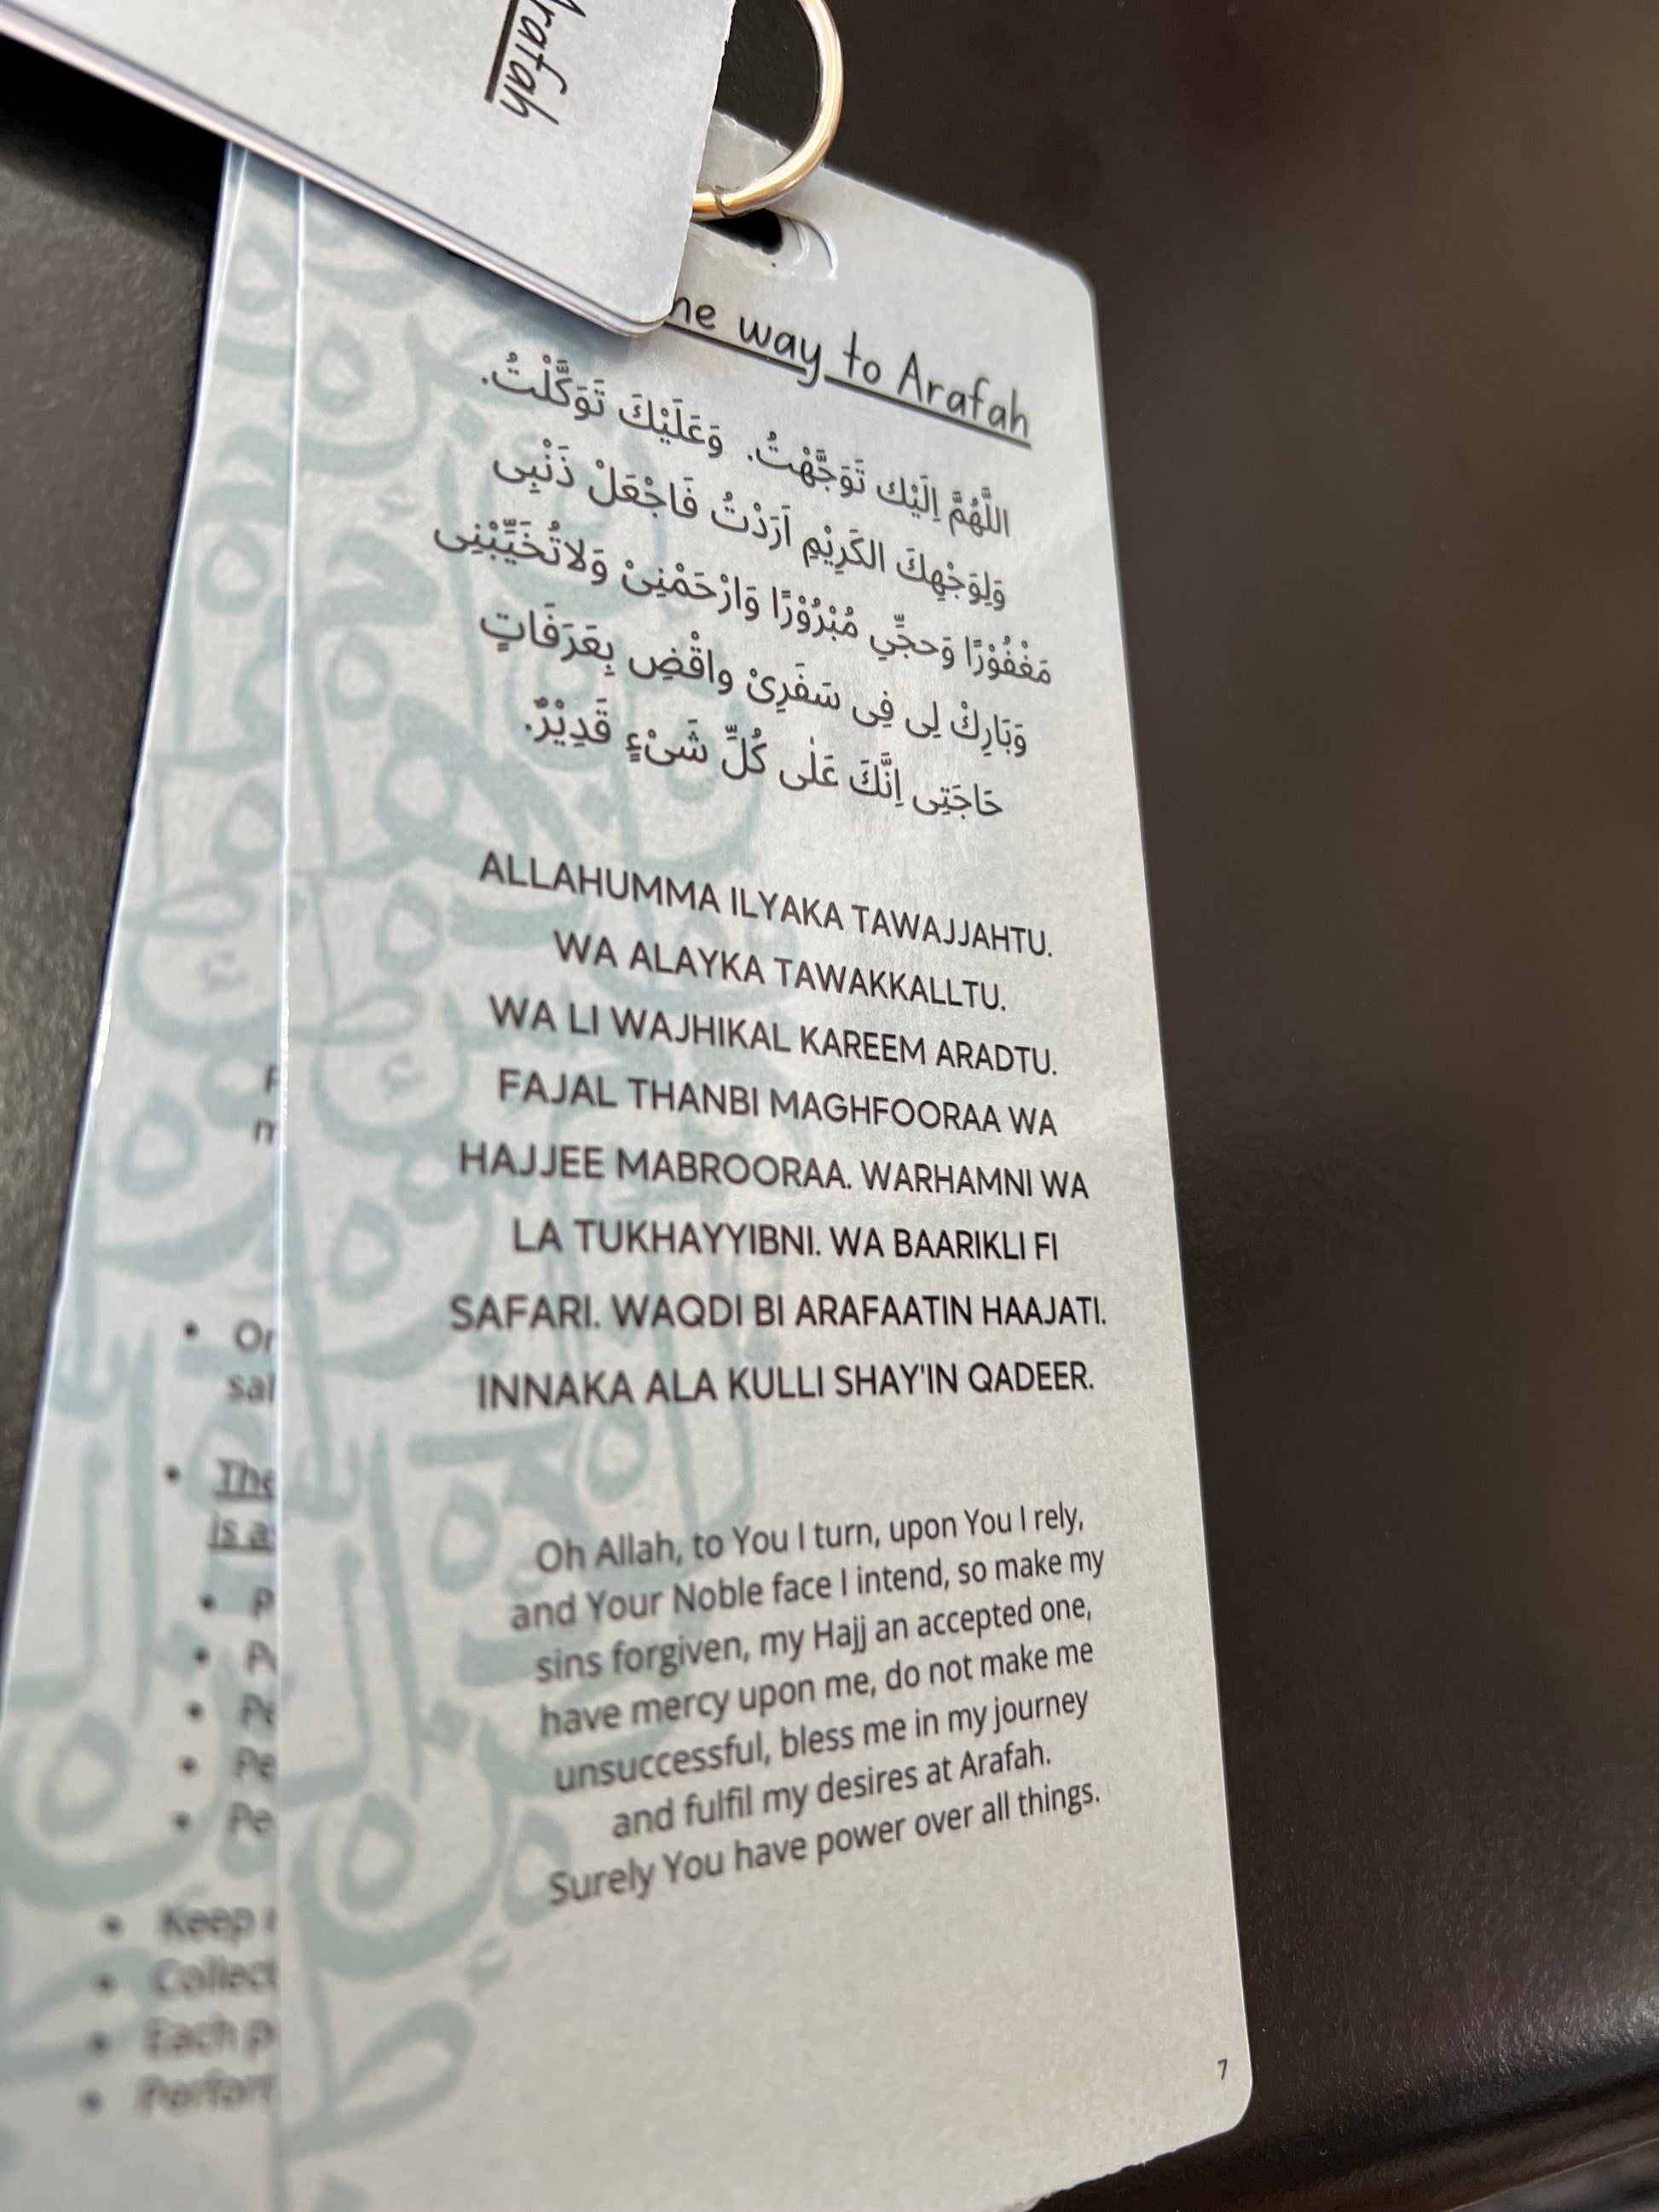 Arafah
way to Arafah
اللَّهُمَّ اِلَيْك تَوَجَّهْتُ. وَعَلَيْكَ تَوَكَّلْتُ.
وَلِوَجْهِكَ الكَرِيْمِ اَرَدْتُ فَاجْعَلْ ذَنْبِى
مَغْفُوْرًا وَحجِّي مُبْرُوْرًا وَارْحَمْنِىْ وَلاتُخَيِّبْنِى
وَبَارِكْ لِى فِى سَفَرِىْ واقْضِ بِعَرَفَاتٍ
حَاجَتِى اِنَّكَ عَلٰى كُلِّ شَىْءٍ قَدِيْرٌ.
ALLAHUMMA ILYAKA TAWAJJAHTU.
WA ALAYKA TAWAKKALLTU.
WA LI WAJHIKAL KAREEM ARADTU.
FAJAL THANBI MAGHFOORAA WA
HAJJEE MABROORAA. WARHAMNI WA
LA TUKHAYYIBNI. WA BAARIKLI FI
SAFARI. WAQDI BI ARAFAATIN HAAJATI.
INNAKA ALA KULLI SHAY'IN QADEER.
Oh Allah, to You I turn, upon You I rely,
and Your Noble face I intend, so make my
sins forgiven, my Hajj an accepted one,
have mercy upon me, do not make me
unsuccessful, bless me in my journey
and fulfil my desires at Arafah.
Surely You have power over all things.
7
Keep
Each